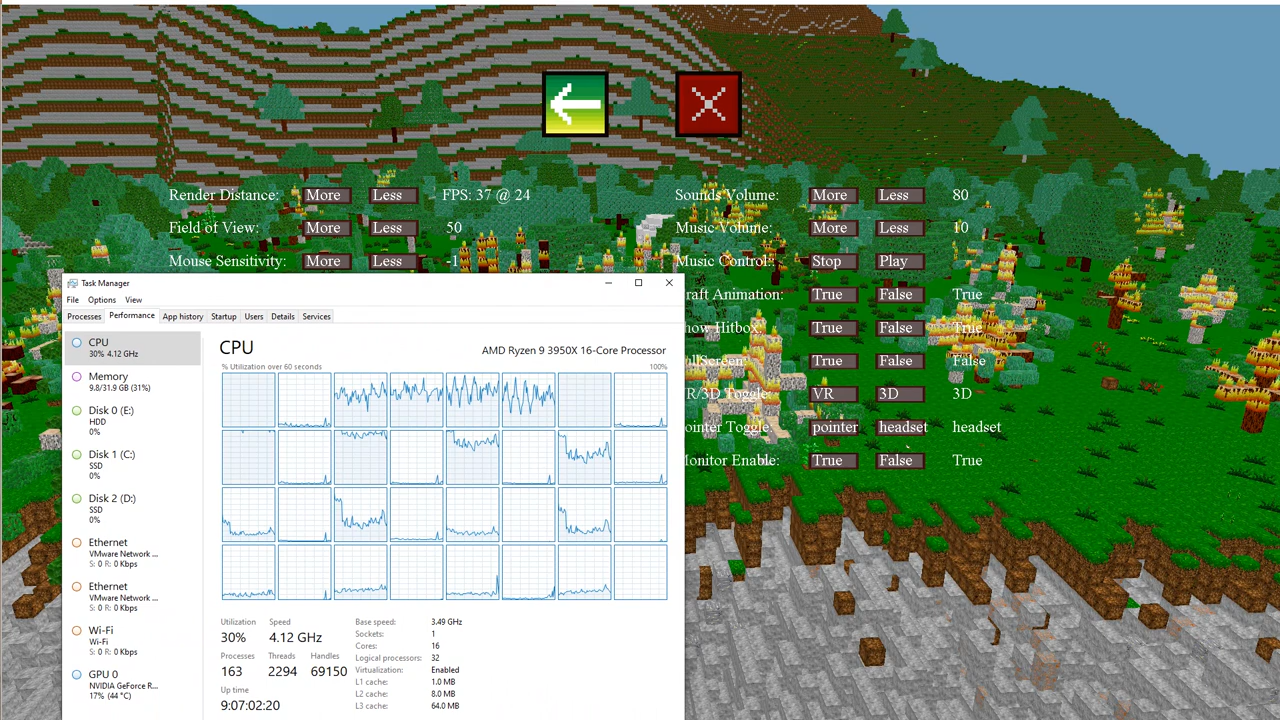 Render Distance: More Less FPS: 37 @ 24
Field of View: More Less 50
Mouse Sensitivity: More Less -1
Sounds Volume: More Less 80
Music Volume: More Less 10
Music Control: Stop Play
raft Animation: True False True
how Hitbox: True False True
llScreen: True False False
R/3D Toggle: VR 3D 3D
ointer Toggle: pointer headset headset
Monitor Enable: True False True
Task Manager
File Options View
Processes Performance App history Startup Users Details Services
CPU
30% 4.12 GHz
Memory
9.8/31.9 GB (31%)
Disk 0 (E:)
HDD
0%
Disk 1 (C:)
SSD
0%
Disk 2 (D:)
SSD
0%
Ethernet
VMware Network ...
S: 0 R: 0 Kbps
Ethernet
VMware Network ...
S: 0 R: 0 Kbps
Wi-Fi
Wi-Fi
S: 0 R: 0 Kbps
GPU 0
NVIDIA GeForce R...
17% (44 °C)
CPU AMD Ryzen 9 3950X 16-Core Processor
% Utilization over 60 seconds 100%
Utilization Speed
30% 4.12 GHz
Processes Threads Handles
163 2294 69150
Up time
9:07:02:20
Base speed: 3.49 GHz
Sockets: 1
Cores: 16
Logical processors: 32
Virtualization: Enabled
L1 cache: 1.0 MB
L2 cache: 8.0 MB
L3 cache: 64.0 MB